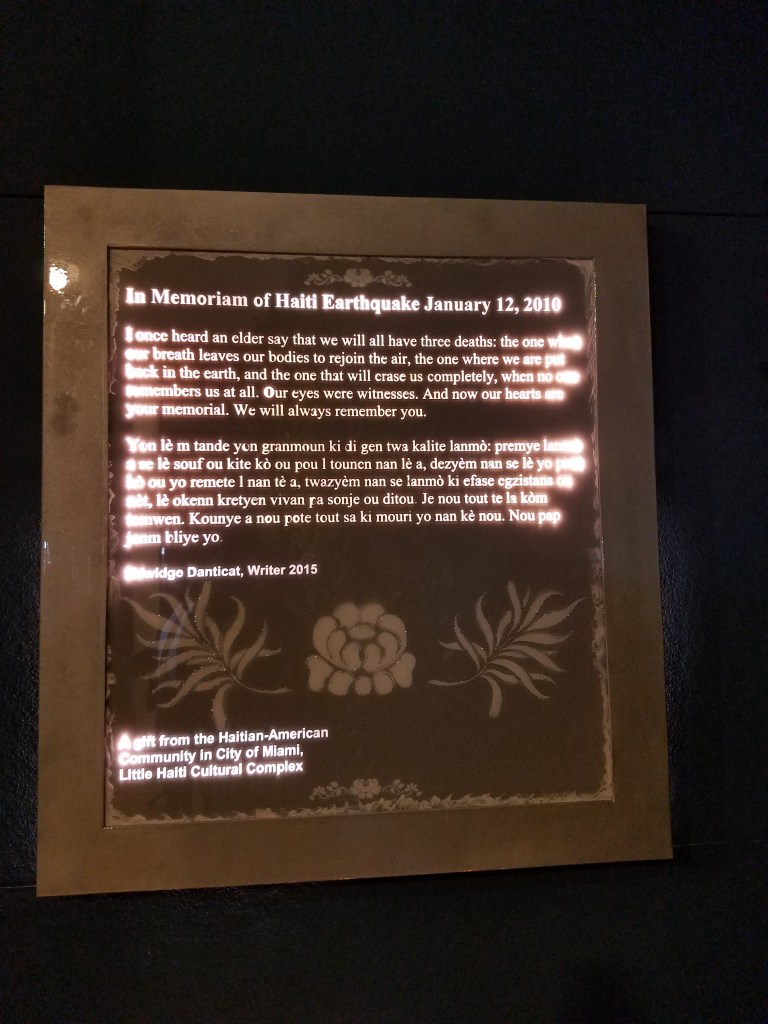 In Memoriam of Haiti Earthquake January 12, 2010
I once heard an elder say that we will all have three deaths: the one when
our breath leaves our bodies to rejoin the air, the one where we are put
back in the earth, and the one that will erase us completely, when no one
remembers us at all. Our eyes were witnesses. And now our hearts are
your memorial. We will always remember you.
Yon lè m tande yon granmoun ki di gen twa kalite lanmò: premye lanmò
a se lè souf ou kite kò ou pou l touncn nan lè a, dezyèm nan se lè yo
kò ou yo remete l nan tè a, twazyèm nan se lanmò ki efase egzistans ou
nèt, lè okenn kretyen vivan pa sonje ou ditou. Je nou tout te la kòm
temwen. Kounye a nou pote tout sa ki mouri yo nan kè nou. Nou pap
janm bliye yo.
Edwidge Danticat, Writer 2015
A gift from the Haitian-American
Community in City of Miami,
Little Haiti Cultural Complex